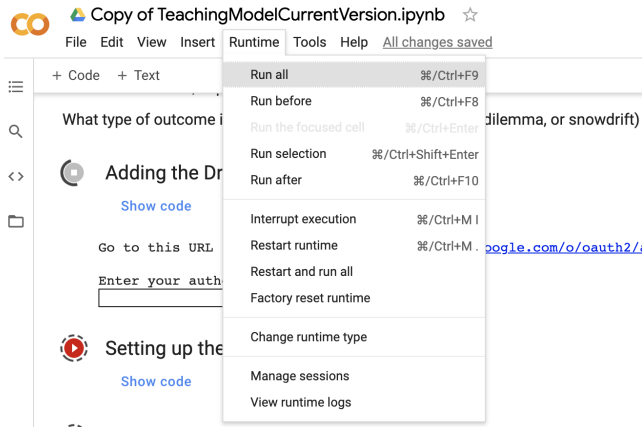 Copy of TeachingModelCurrentVersion.ipynb
File Edit View Insert Runtime Tools Help All changes saved
+ Code + Text
Run all ⌘/Ctrl+F9
Run before ⌘/Ctrl+F8
Run the focused cell ⌘/Ctrl+Enter
Run selection ⌘/Ctrl+Shift+Enter
Run after ⌘/Ctrl+F10
Interrupt execution ⌘/Ctrl+M I
Restart runtime ⌘/Ctrl+M .
Restart and run all
Factory reset runtime
Change runtime type
Manage sessions
View runtime logs
What type of outcome i dilemma, or snowdrift)
Adding the Dr
Show code
Go to this URL oogle.com/o/oauth2/a
Enter your auth
Setting up the
Show code